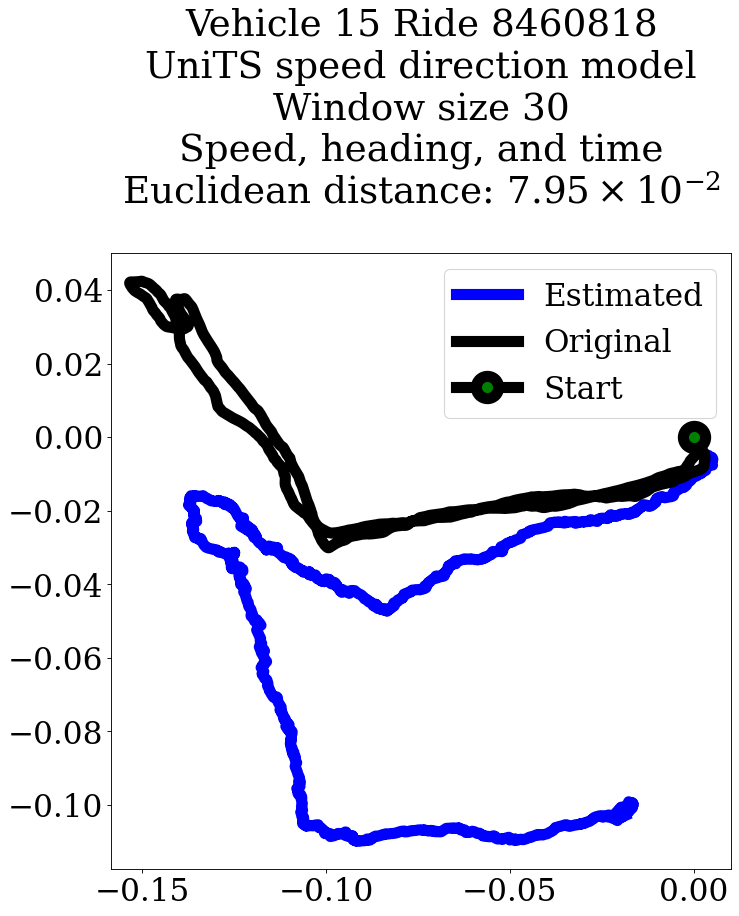 Vehicle 15 Ride 8460818
UniTS speed direction model
Window size 30
Speed, heading, and time
Euclidean distance: 7.95 × 10⁻²
Estimated
Original
Start
0.04
0.02
0.00
−0.02
−0.04
−0.06
−0.08
−0.10
−0.15
−0.10
−0.05
0.00